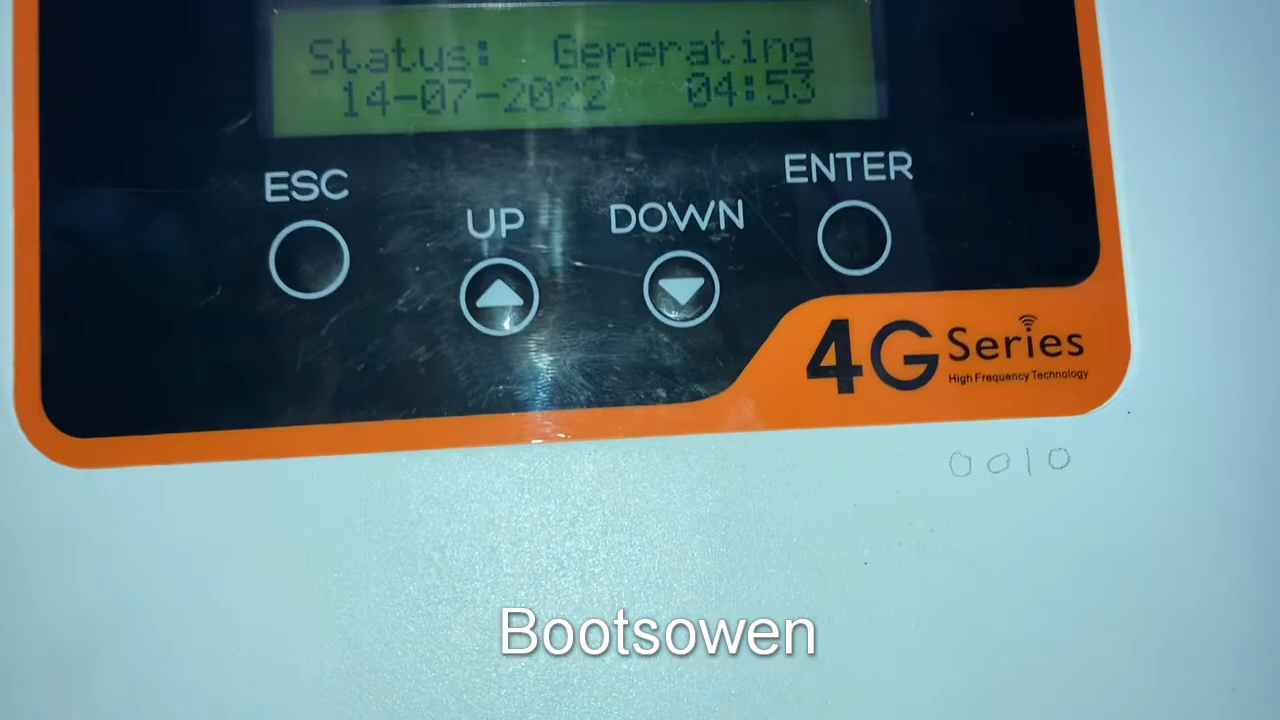 Status: Generating
14-07-2022 04:53
ESC
UP
DOWN
ENTER
4G Series
High Frequency Technology
0010
Bootsowen